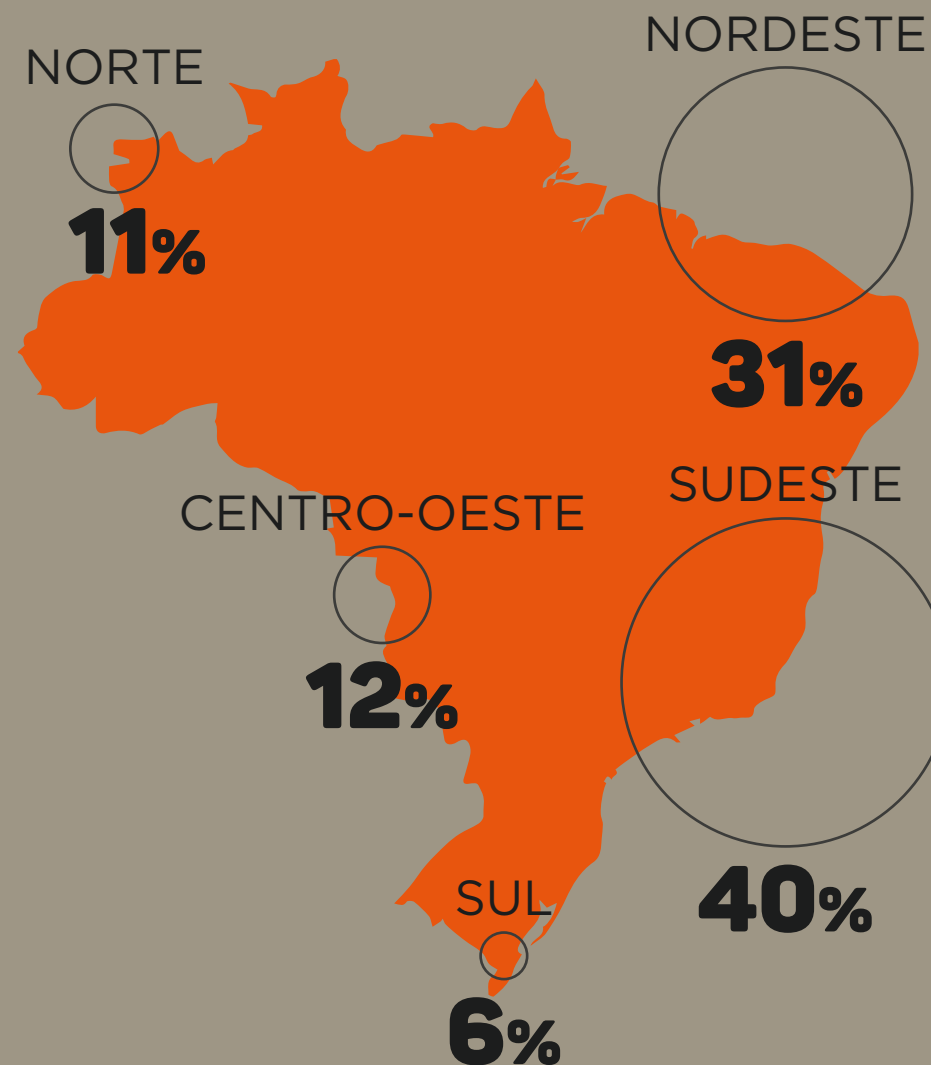 NORTE
11%
NORDESTE
31%
CENTRO-OESTE
12%
SUDESTE
40%
SUL
6%